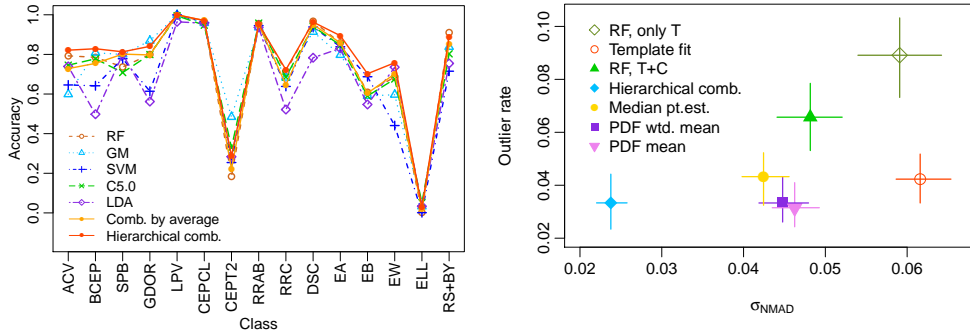 Accuracy
0.0
0.2
0.4
0.6
0.8
1.0
RF
GM
SVM
C5.0
LDA
Comb. by average
Hierarchical comb.
ACV
BCEP
SPB
GDOR
LPV
CEPCL
CEPT2
RRAB
RRC
DSC
EA
EB
EW
ELL
RS+BY
Class
Outlier rate
0.02
0.04
0.06
0.08
0.10
RF, only T
Template fit
RF, T+C
Hierarchical comb.
Median pt.est.
PDF wtd. mean
PDF mean
0.02
0.03
0.04
0.05
0.06
σNMAD